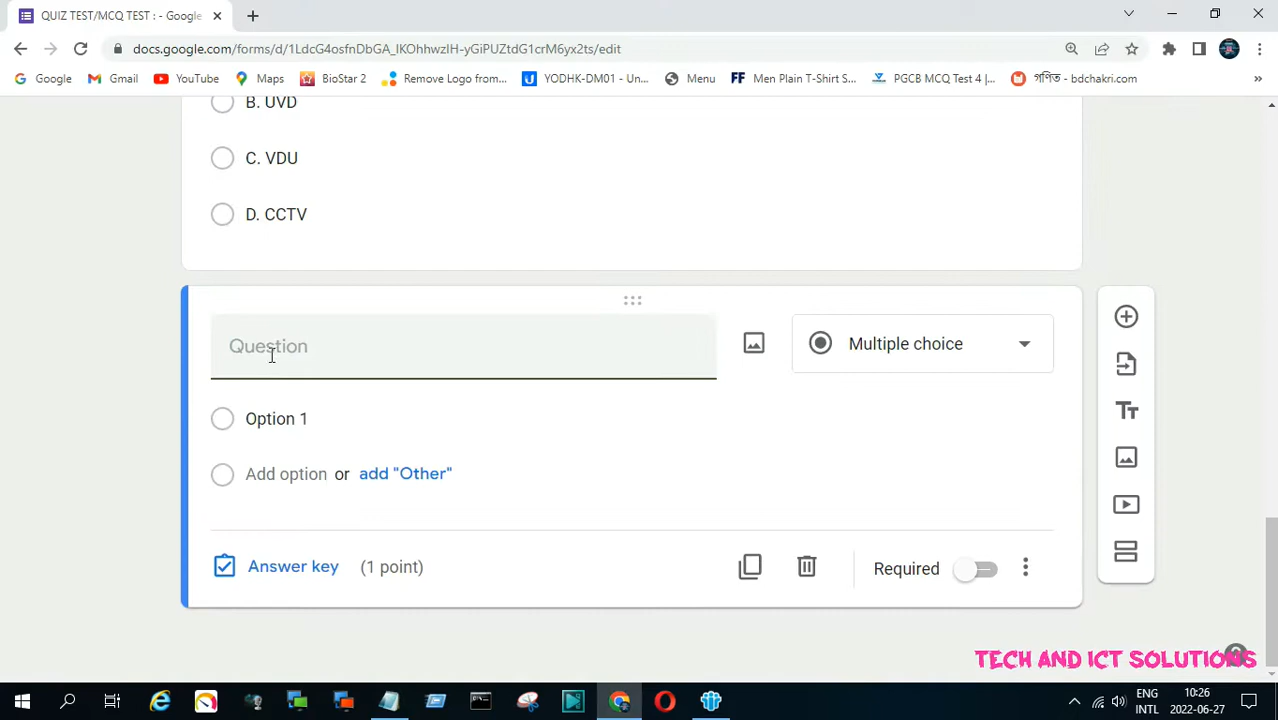 QUIZ TEST/MCQ TEST : - Google
docs.google.com/forms/d/1LdcG4osfnDbGA_IKOhhwzIH-yGiPUZtdG1crM6yx2ts/edit
Google
Gmail
YouTube
Maps
BioStar 2
Remove Logo from...
YODHK-DM01 - Un...
Menu
FF Men Plain T-Shirt S...
PGCB MCQ Test 4 |...
গণিত - bdchakri.com
»
B. UVD
C. VDU
D. CCTV
Question
Multiple choice
Option 1
Add option or add "Other"
Answer key (1 point)
Required
TECH AND ICT SOLUTIONS
ENG
INTL
10:26
2022-06-27